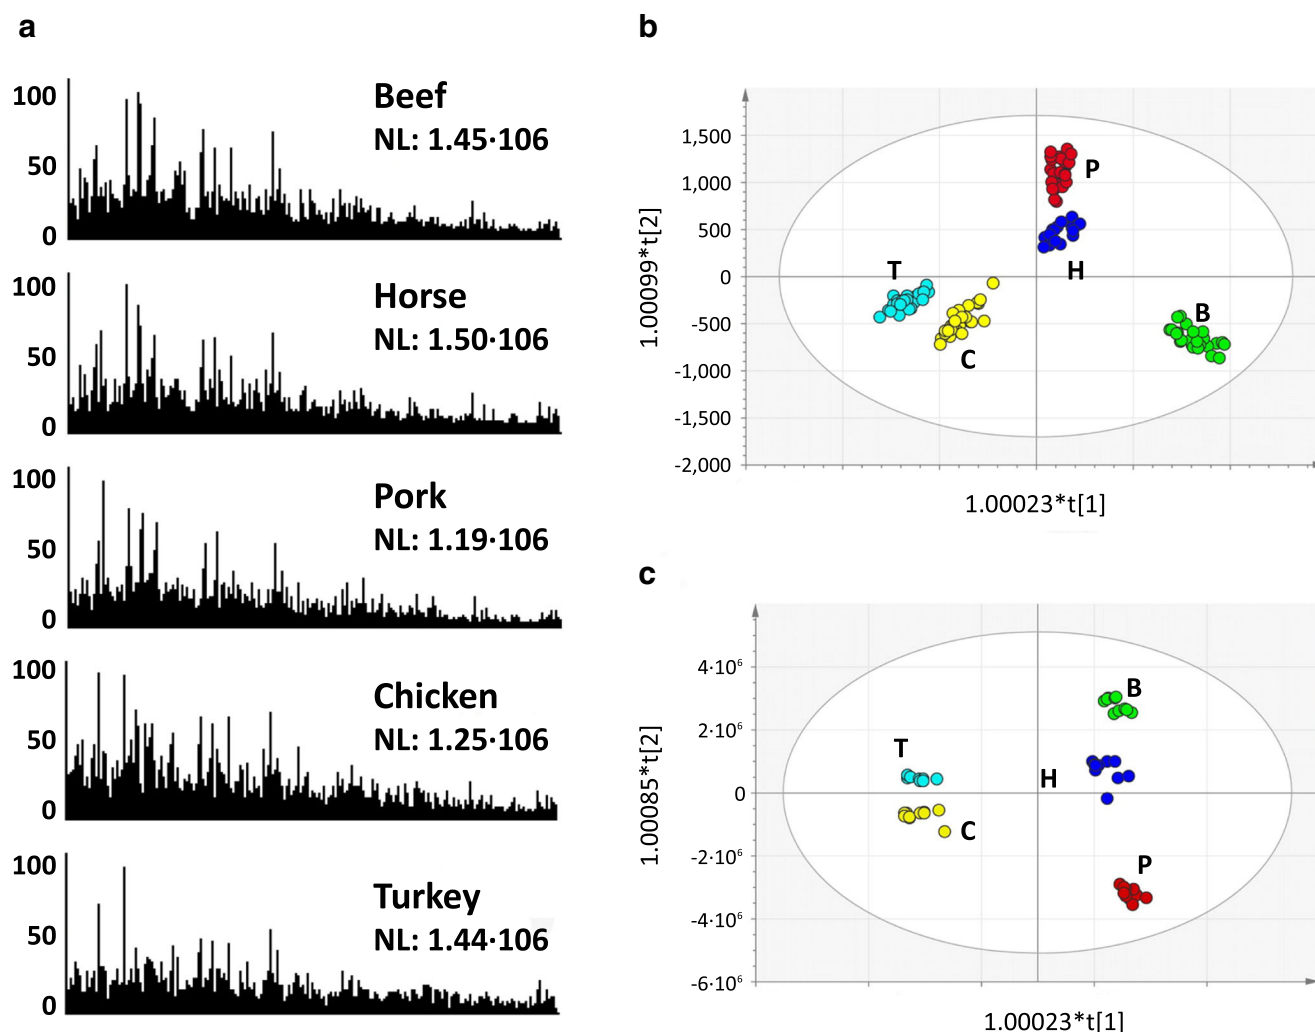 a
100
50
0
Beef
NL: 1.45·106
100
50
0
Horse
NL: 1.50·106
100
50
0
Pork
NL: 1.19·106
100
50
0
Chicken
NL: 1.25·106
100
50
0
Turkey
NL: 1.44·106
b
1.00099*t[2]
1,500
1,000
500
0
-500
-1,000
-1,500
-2,000
P
H
T
C
B
1.00023*t[1]
c
1.00085*t[2]
4·10⁶
2·10⁶
0
-2·10⁶
-4·10⁶
-6·10⁶
B
T
H
C
P
1.00023*t[1]